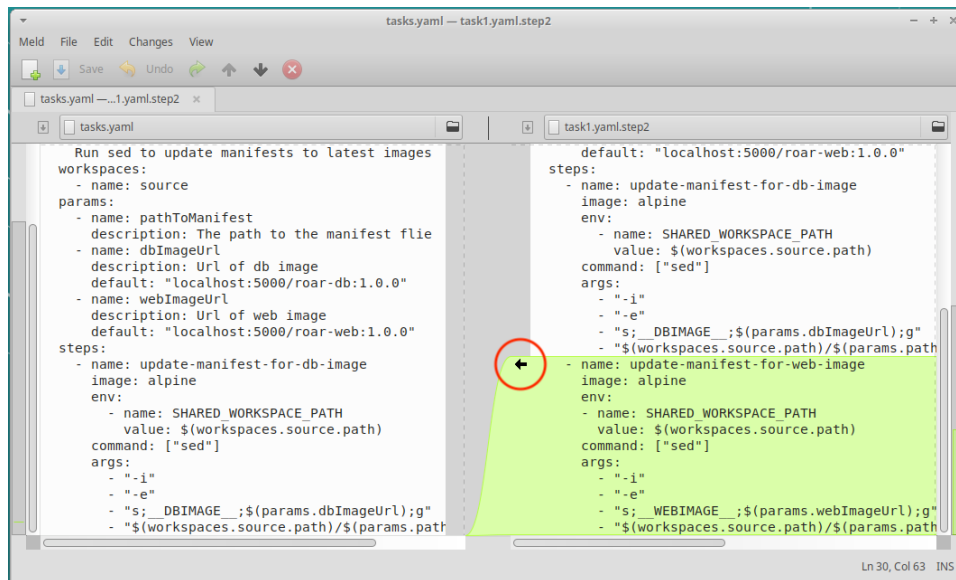 tasks.yaml — task1.yaml.step2
Meld File Edit Changes View
Save Undo
tasks.yaml —...1.yaml.step2
tasks.yaml
Run sed to update manifests to latest images
workspaces:
- name: source
params:
- name: pathToManifest
description: The path to the manifest flie
- name: dbImageUrl
description: Url of db image
default: "localhost:5000/roar-db:1.0.0"
- name: webImageUrl
description: Url of web image
default: "localhost:5000/roar-web:1.0.0"
steps:
- name: update-manifest-for-db-image
image: alpine
env:
- name: SHARED_WORKSPACE_PATH
value: $(workspaces.source.path)
command: ["sed"]
args:
- "-i"
- "-e"
- "s;__DBIMAGE__;$(params.dbImageUrl);g"
- "$(workspaces.source.path)/$(params.path
task1.yaml.step2
default: "localhost:5000/roar-web:1.0.0"
steps:
- name: update-manifest-for-db-image
image: alpine
env:
- name: SHARED_WORKSPACE_PATH
value: $(workspaces.source.path)
command: ["sed"]
args:
- "-i"
- "-e"
- "s;__DBIMAGE__;$(params.dbImageUrl);g"
- "$(workspaces.source.path)/$(params.path
- name: update-manifest-for-web-image
image: alpine
env:
- name: SHARED_WORKSPACE_PATH
value: $(workspaces.source.path)
command: ["sed"]
args:
- "-i"
- "-e"
- "s;__WEBIMAGE__;$(params.webImageUrl);g"
- "$(workspaces.source.path)/$(params.path
Ln 30, Col 63 INS